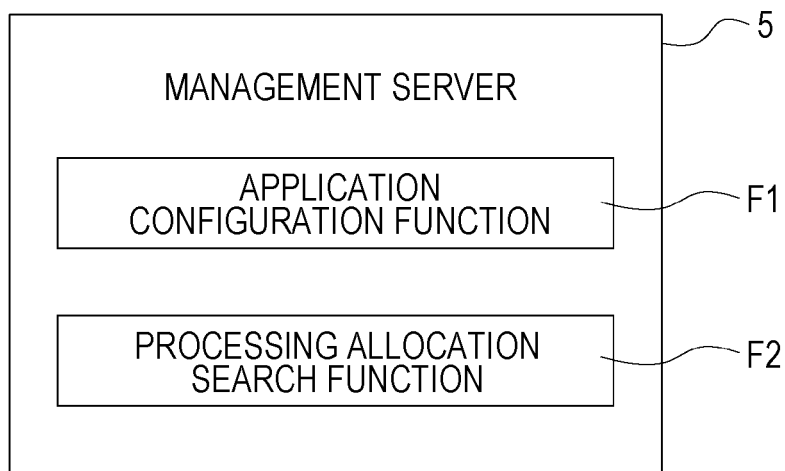 5
MANAGEMENT SERVER
APPLICATION
CONFIGURATION FUNCTION
F1
PROCESSING ALLOCATION
SEARCH FUNCTION
F2